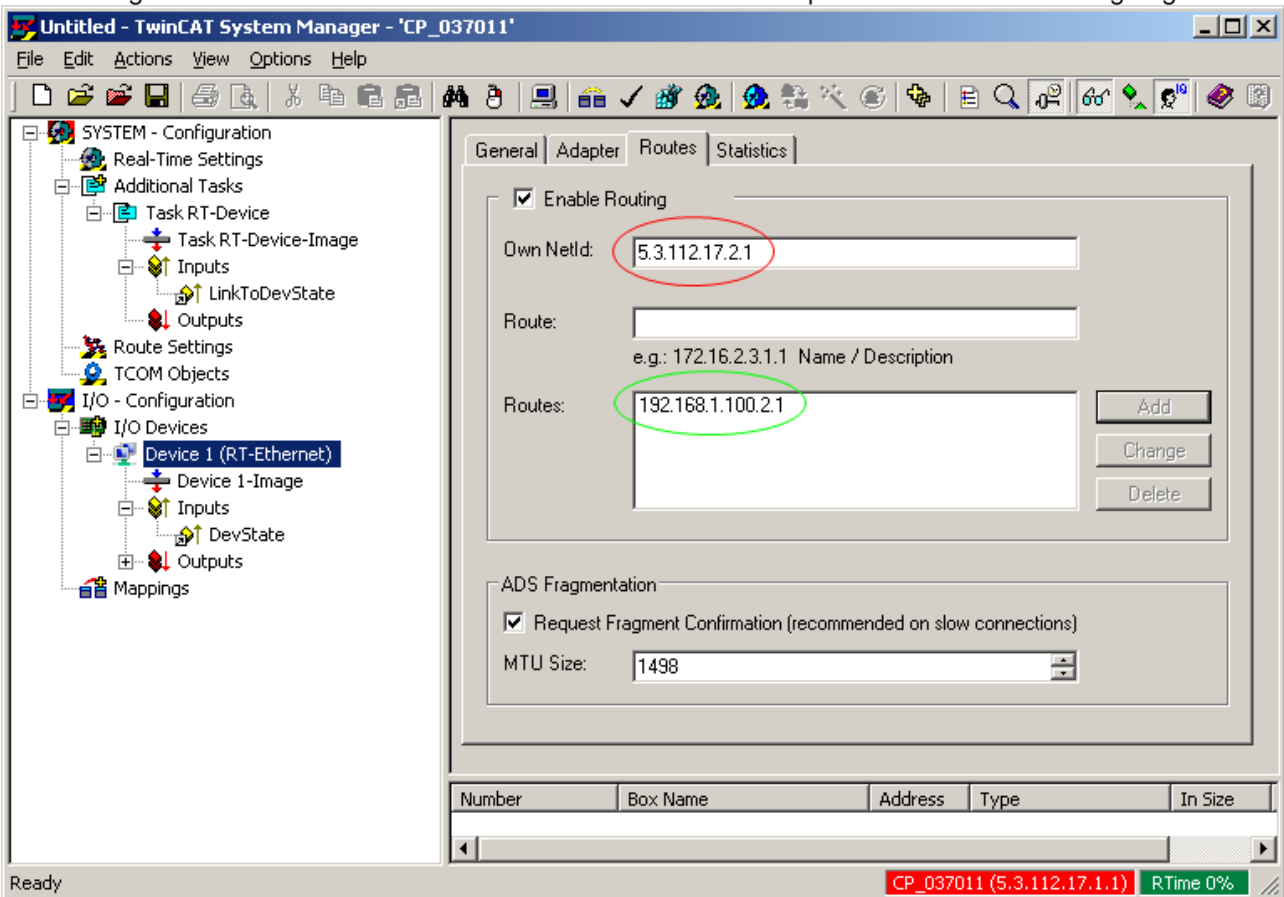 Untitled - TwinCAT System Manager - 'CP_037011'
File Edit Actions View Options Help
SYSTEM - Configuration
Real-Time Settings
Additional Tasks
Task RT-Device
Task RT-Device-Image
Inputs
LinkToDevState
Outputs
Route Settings
TCOM Objects
I/O - Configuration
I/O Devices
Device 1 (RT-Ethernet)
Device 1-Image
Inputs
DevState
Outputs
Mappings
General Adapter Routes Statistics
Enable Routing
Own NetId: 5.3.112.17.2.1
Route:
e.g.: 172.16.2.3.1.1 Name / Description
Routes: 192.168.1.100.2.1
Add
Change
Delete
ADS Fragmentation
Request Fragment Confirmation (recommended on slow connections)
MTU Size: 1498
Number Box Name Address Type In Size
Ready CP_037011 (5.3.112.17.1.1) RTime 0%